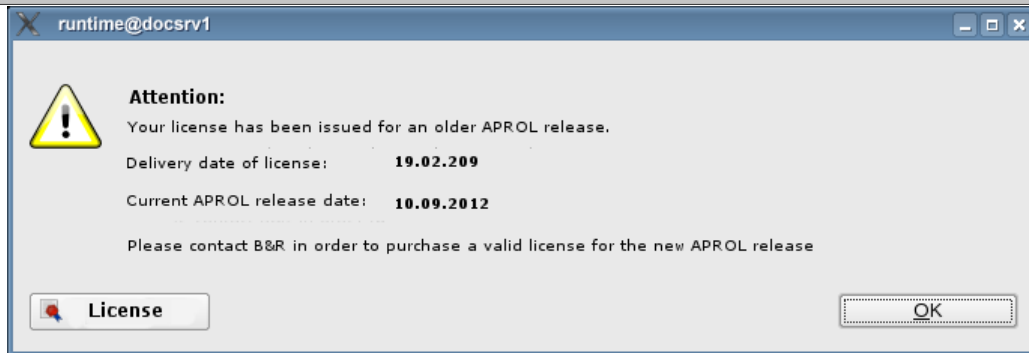 runtime@docsrv1
Attention:
Your license has been issued for an older APROL release.
Delivery date of license: 19.02.209
Current APROL release date: 10.09.2012
Please contact B&R in order to purchase a valid license for the new APROL release
License
OK